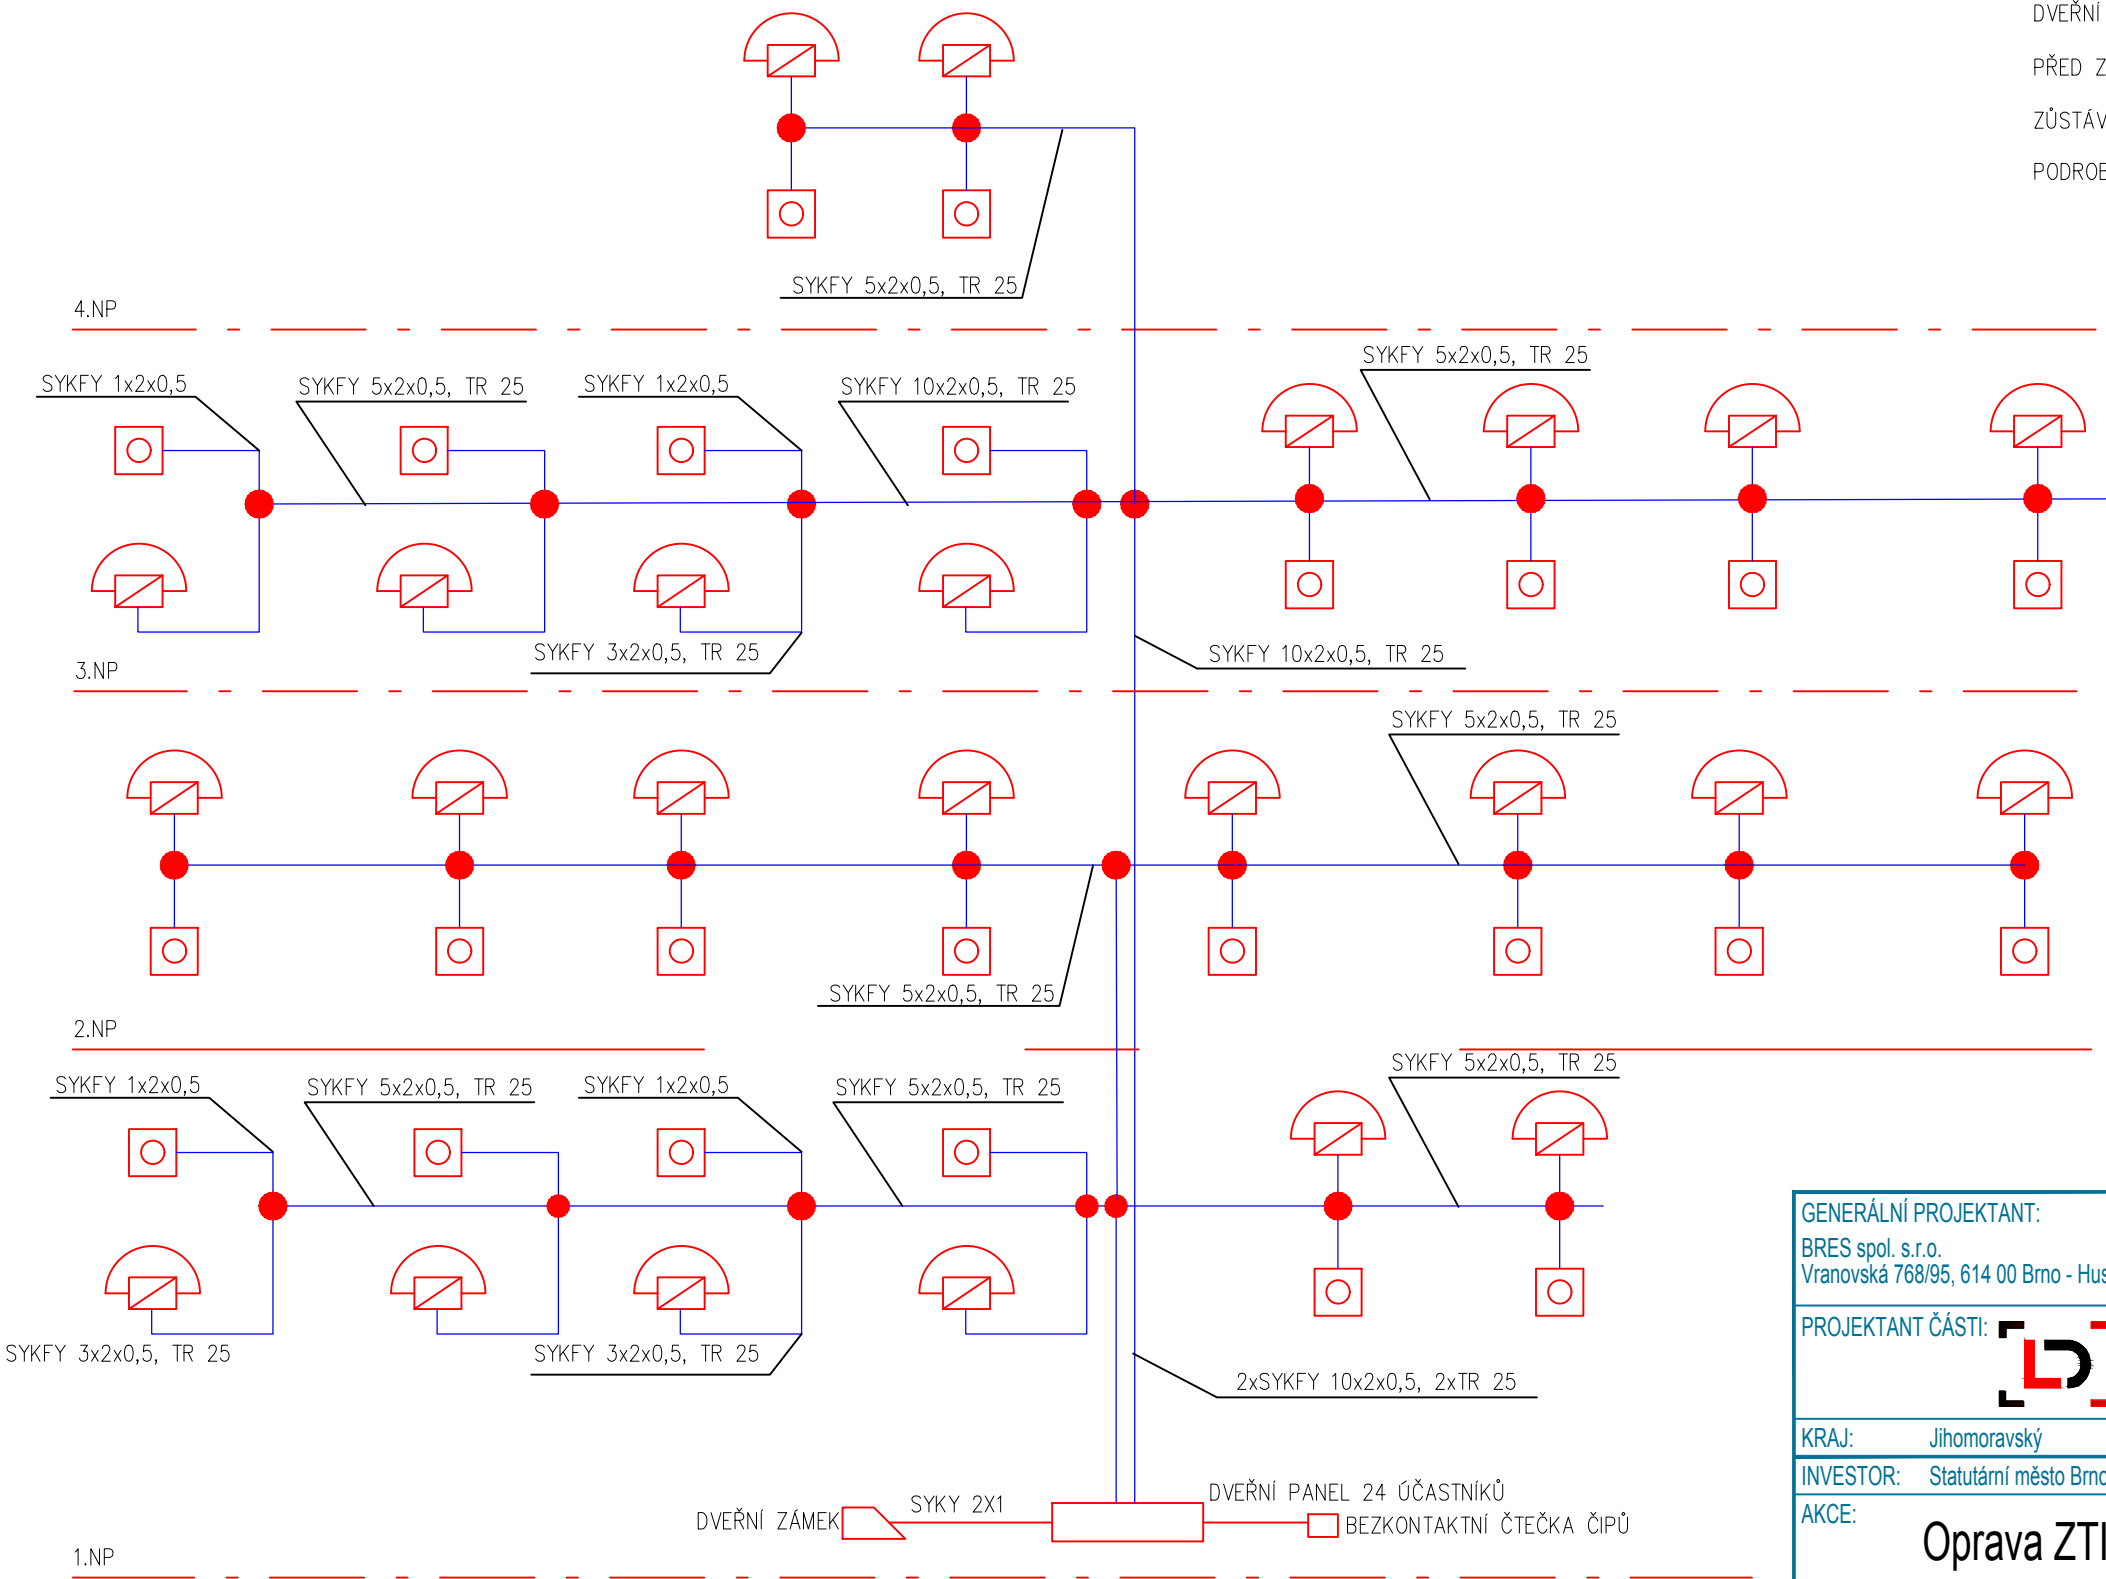 DVEŘNÍ
PŘED Z
ZŮSTÁV
PODROB
SYKFY 5x2x0,5, TR 25
4.NP
SYKFY 1x2x0,5
SYKFY 5x2x0,5, TR 25
SYKFY 1x2x0,5
SYKFY 10x2x0,5, TR 25
SYKFY 5x2x0,5, TR 25
SYKFY 3x2x0,5, TR 25
SYKFY 10x2x0,5, TR 25
3.NP
SYKFY 5x2x0,5, TR 25
SYKFY 5x2x0,5, TR 25
2.NP
SYKFY 1x2x0,5
SYKFY 5x2x0,5, TR 25
SYKFY 1x2x0,5
SYKFY 5x2x0,5, TR 25
SYKFY 5x2x0,5, TR 25
SYKFY 3x2x0,5, TR 25
SYKFY 3x2x0,5, TR 25
2xSYKFY 10x2x0,5, 2xTR 25
DVEŘNÍ ZÁMEK
SYKY 2X1
DVEŘNÍ PANEL 24 ÚČASTNÍKŮ
BEZKONTAKTNÍ ČTEČKA ČIPŮ
1.NP
GENERÁLNÍ PROJEKTANT:
BRES spol. s.r.o.
Vranovská 768/95, 614 00 Brno - Hus
PROJEKTANT ČÁSTI:
LD
KRAJ: Jihomoravský
INVESTOR: Statutární město Brno
AKCE:
Oprava ZTI